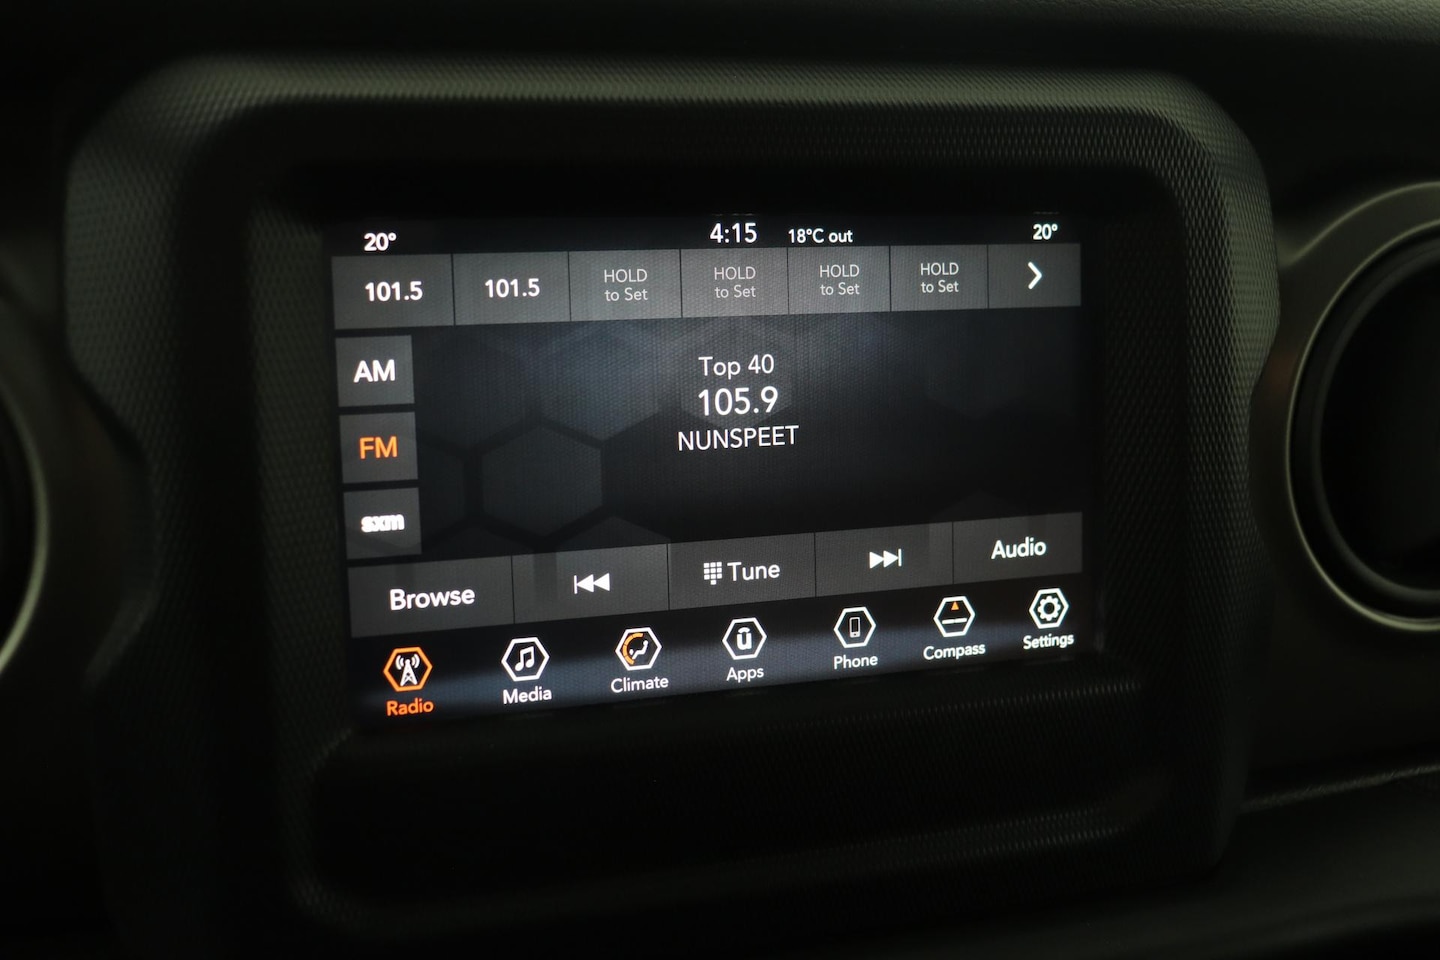 20° 4:15 18°C out 20°
101.5 101.5 HOLD to Set HOLD to Set HOLD to Set HOLD to Set
AM
Top 40
105.9
FM
NUNSPEET
sxm
Browse Tune Audio
Radio Media Climate Apps Phone Compass Settings